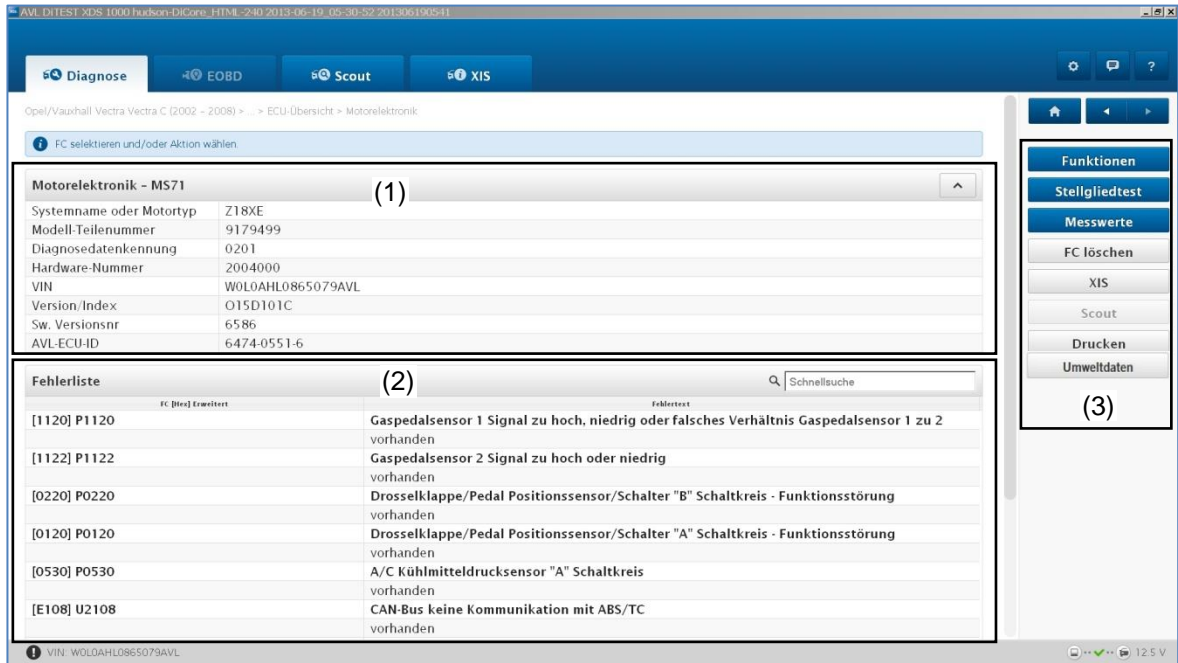 AVL DiTEST XDS 1000 hudson-DiCore_HTML-240 2013-06-19_05-30-52 201306190541
Diagnose EOBD Scout XIS
?
Opel/Vauxhall Vectra Vectra C (2002 - 2008) > ... > ECU-Übersicht > Motorelektronik
FC selektieren und/oder Aktion wählen.
Motorelektronik - MS71
(1)
Systemname oder Motortyp Z18XE
Modell-Teilenummer 9179499
Diagnosedatenkennung 0201
Hardware-Nummer 2004000
VIN W0L0AHL0865079AVL
Version/Index O15D101C
Sw. Versionsnr 6586
AVL-ECU-ID 6474-0551-6
Fehlerliste
(2)
Schnellsuche
FC [Hex] Erweitert Fehlertext
[1120] P1120 Gaspedalsensor 1 Signal zu hoch, niedrig oder falsches Verhältnis Gaspedalsensor 1 zu 2
vorhanden
[1122] P1122 Gaspedalsensor 2 Signal zu hoch oder niedrig
vorhanden
[0220] P0220 Drosselklappe/Pedal Positionssensor/Schalter "B" Schaltkreis - Funktionsstörung
vorhanden
[0120] P0120 Drosselklappe/Pedal Positionssensor/Schalter "A" Schaltkreis - Funktionsstörung
vorhanden
[0530] P0530 A/C Kühlmitteldrucksensor "A" Schaltkreis
vorhanden
[E108] U2108 CAN-Bus keine Kommunikation mit ABS/TC
vorhanden
Funktionen
Stellgliedtest
Messwerte
FC löschen
XIS
Scout
Drucken
Umweltdaten
(3)
VIN: W0L0AHL0865079AVL
12.5 V